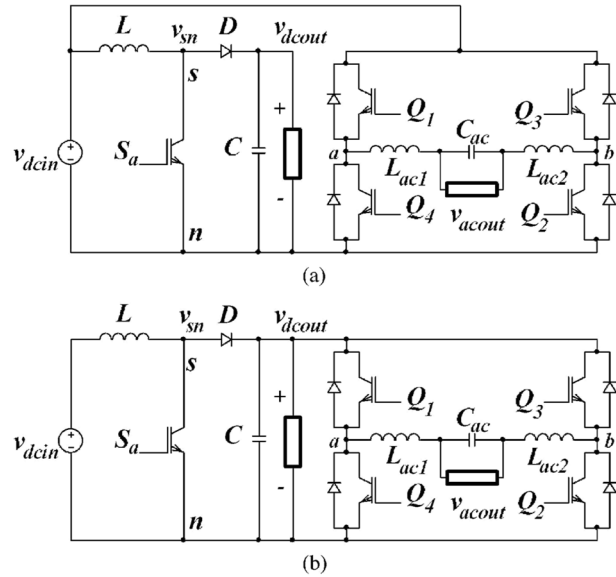 L v_sn D v_dcout
s
+
Q_1 Q_3
C_ac
v_dcin S_a C a b
L_ac1 L_ac2
-
Q_4 v_acout Q_2
n
(a)
L v_sn D v_dcout
s
+
Q_1 Q_3
C_ac
v_dcin S_a C a b
L_ac1 L_ac2
-
Q_4 v_acout Q_2
n
(b)